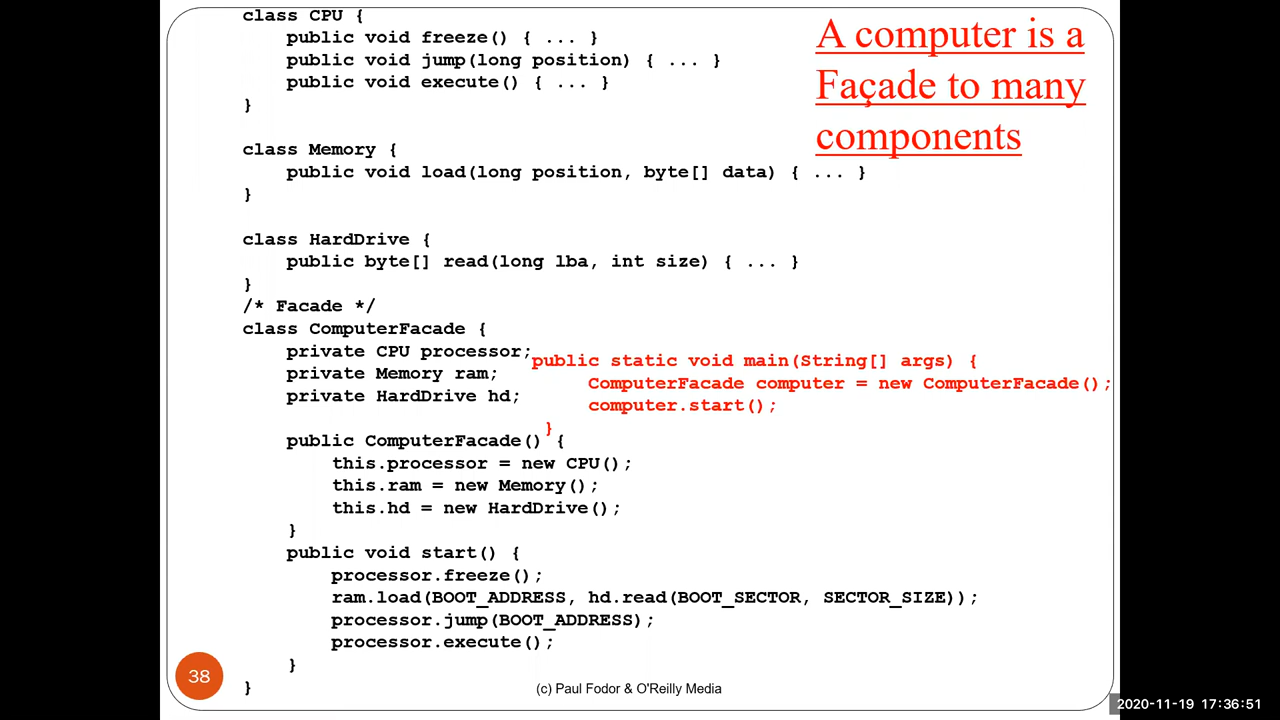 class CPU {
public void freeze() { ... }
public void jump(long position) { ... }
public void execute() { ... }
}
A computer is a
Façade to many
components
class Memory {
public void load(long position, byte[] data) { ... }
}
class HardDrive {
public byte[] read(long lba, int size) { ... }
}
/* Facade */
class ComputerFacade {
private CPU processor;
private Memory ram;
private HardDrive hd;
public static void main(String[] args) {
ComputerFacade computer = new ComputerFacade();
computer.start();
}
public ComputerFacade() {
this.processor = new CPU();
this.ram = new Memory();
this.hd = new HardDrive();
}
public void start() {
processor.freeze();
ram.load(BOOT_ADDRESS, hd.read(BOOT_SECTOR, SECTOR_SIZE));
processor.jump(BOOT_ADDRESS);
processor.execute();
}
}
38
(c) Paul Fodor & O'Reilly Media
2020-11-19 17:36:51